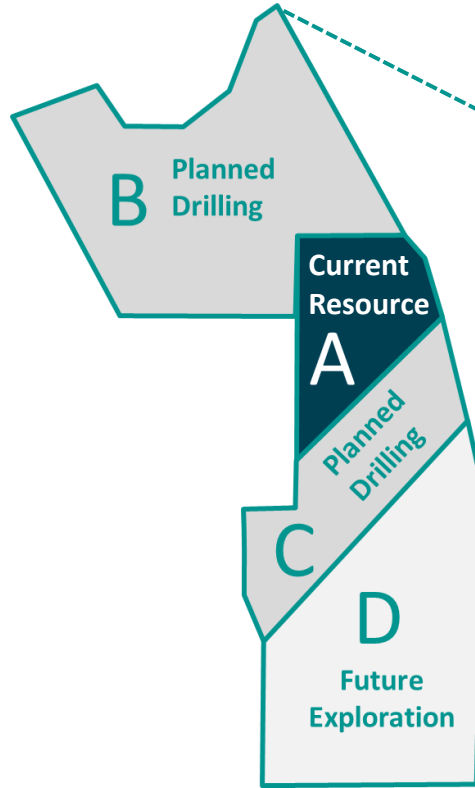 B
Planned
Drilling
Current
Resource
A
Planned
Drilling
C
D
Future
Exploration